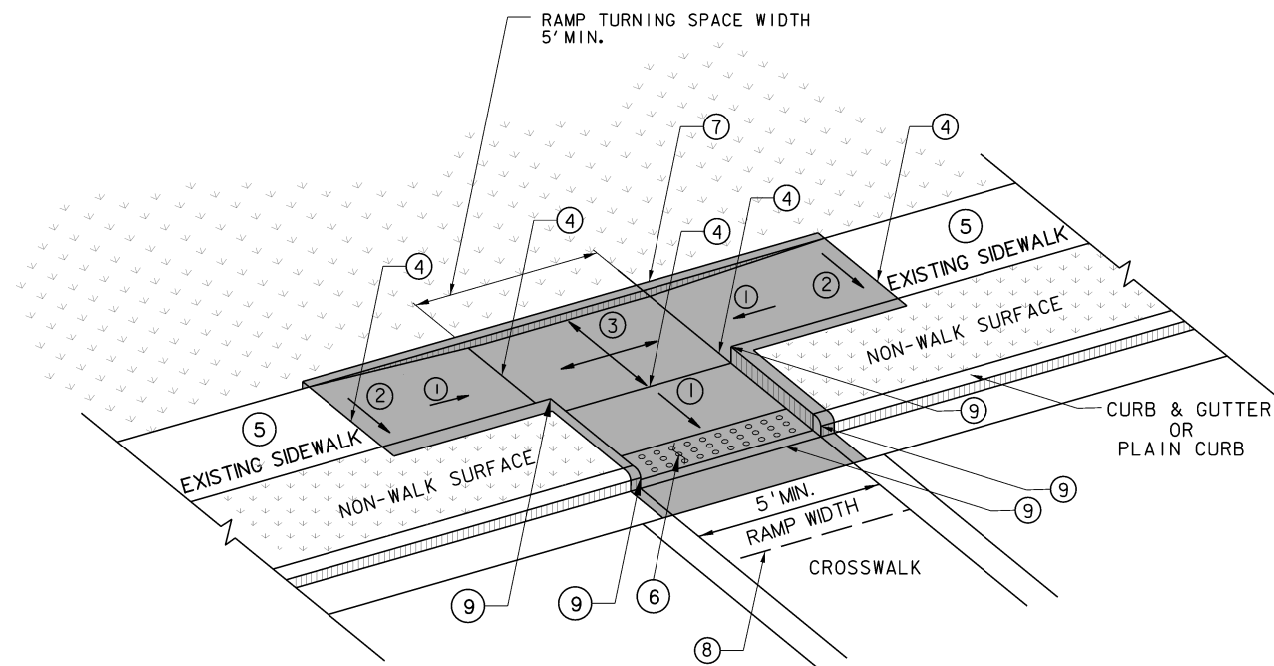 RAMP TURNING SPACE WIDTH
5' MIN.
7
4
4
4
4
4
5
EXISTING SIDEWALK
1
2
3
NON-WALK SURFACE
2
1
1
5
EXISTING SIDEWALK
NON-WALK SURFACE
9
CURB & GUTTER
OR
PLAIN CURB
9
9
5' MIN.
RAMP WIDTH
CROSSWALK
9
9
6
8